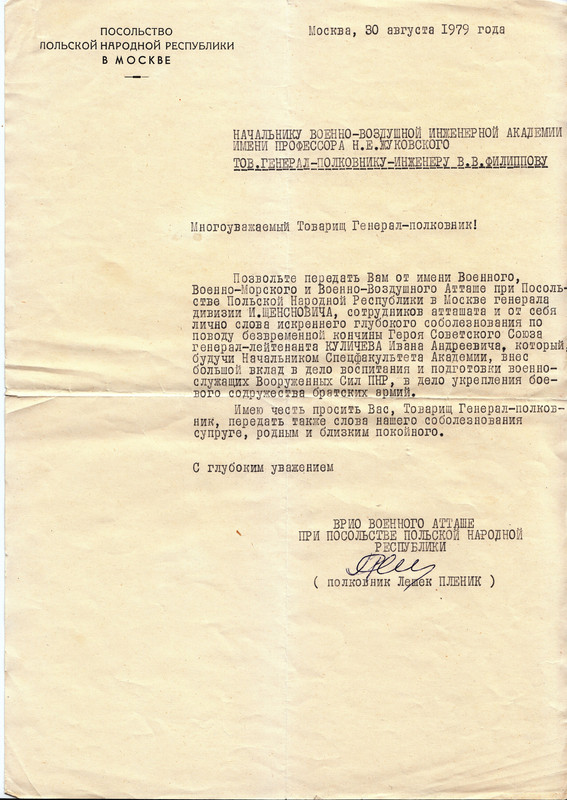 ПОСОЛЬСТВО
ПОЛЬСКОЙ НАРОДНОЙ РЕСПУБЛИКИ
В МОСКВЕ
Москва, 30 августа 1979 года
НАЧАЛЬНИКУ ВОЕННО-ВОЗДУШНОЙ ИНЖЕНЕРНОЙ АКАДЕМИИ
ИМЕНИ ПРОФЕССОРА Н.Е.ЖУКОВСКОГО
ТОВ.ГЕНЕРАЛ-ПОЛКОВНИКУ-ИНЖЕНЕРУ В.В.ФИЛИППОВУ
Многоуважаемый Товарищ Генерал-полковник!
Позвольте передать Вам от имени Военного,
Военно-Морского и Военно-Воздушного Атташе при Посоль-
стве Польской Народной Республики в Москве генерала
дивизии И.ЩЕНСНОВИЧА, сотрудников атташата и от себя
лично слова искреннего глубокого соболезнования по
поводу безвременной кончины Героя Советского Союза
генерал-лейтенанта КУЛИЧЕВА Ивана Андреевича, который,
будучи Начальником Спецфакультета Академии, внес
большой вклад в дело воспитания и подготовки военно-
служащих Вооруженных Сил ПНР, в дело укрепления бое-
вого содружества братских армий.
Имею честь просить Вас, Товарищ Генерал-полков-
ник, передать также слова нашего соболезнования
супруге, родным и близким покойного.
С глубоким уважением
ВРИО ВОЕННОГО АТТАШЕ
ПРИ ПОСОЛЬСТВЕ ПОЛЬСКОЙ НАРОДНОЙ
РЕСПУБЛИКИ
( полковник Лешек ПЛЕНИК )